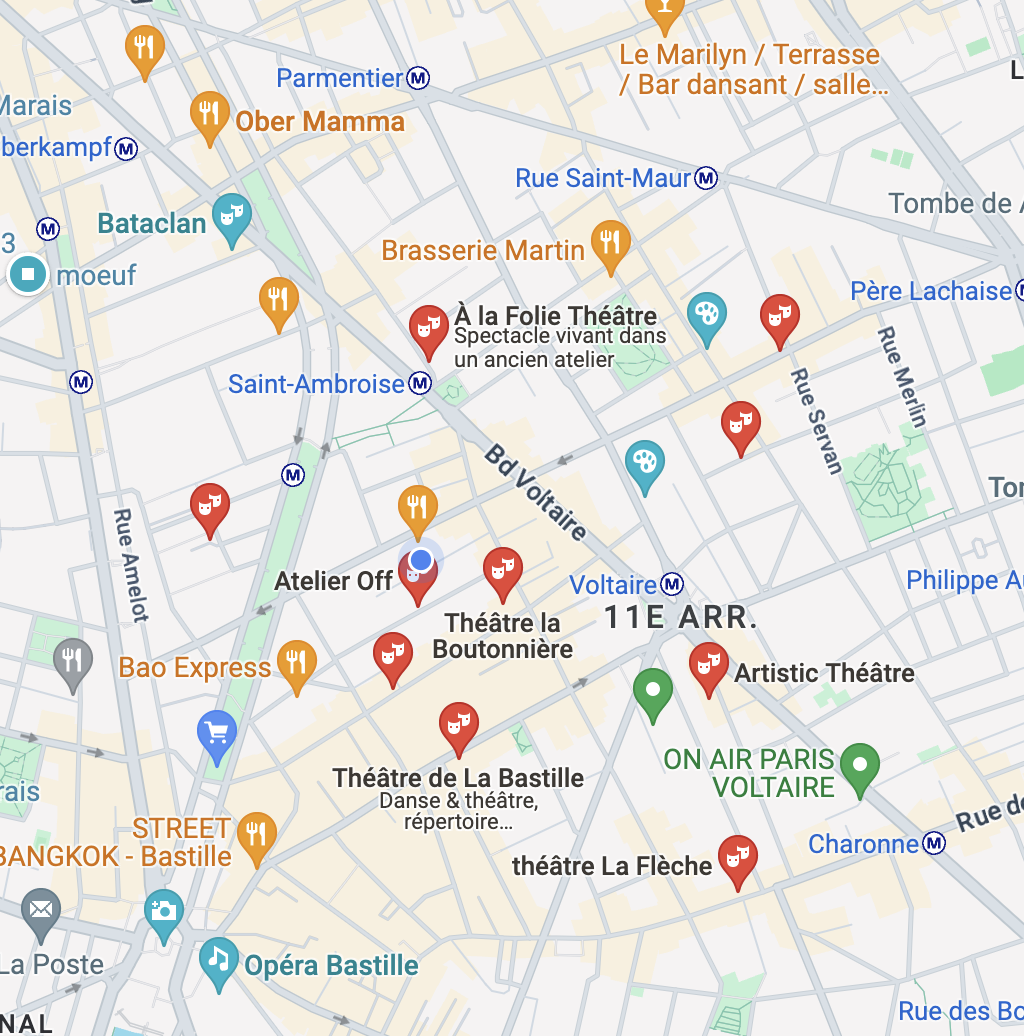 Le Marilyn / Terrasse
/ Bar dansant / salle...
Parmentier M
Marais
Ober Mamma
berkampf M
Rue Saint-Maur M
Tombe de A
Bataclan
M
3
moeuf
Brasserie Martin
Père Lachaise
À la Folie Théâtre
Spectacle vivant dans
un ancien atelier
Rue Merlin
Saint-Ambroise M
M
Rue Servan
Bd Voltaire
M
Tor
Rue Amelot
Atelier Off
Voltaire M
Philippe Au
11E ARR.
Théâtre la
Boutonnière
Bao Express
Artistic Théâtre
ON AIR PARIS
VOLTAIRE
Théâtre de La Bastille
Danse & théâtre,
répertoire...
rais
STREET
BANGKOK - Bastille
Rue de
Charonne M
théâtre La Flèche
La Poste
Opéra Bastille
Rue des Bo
NAL